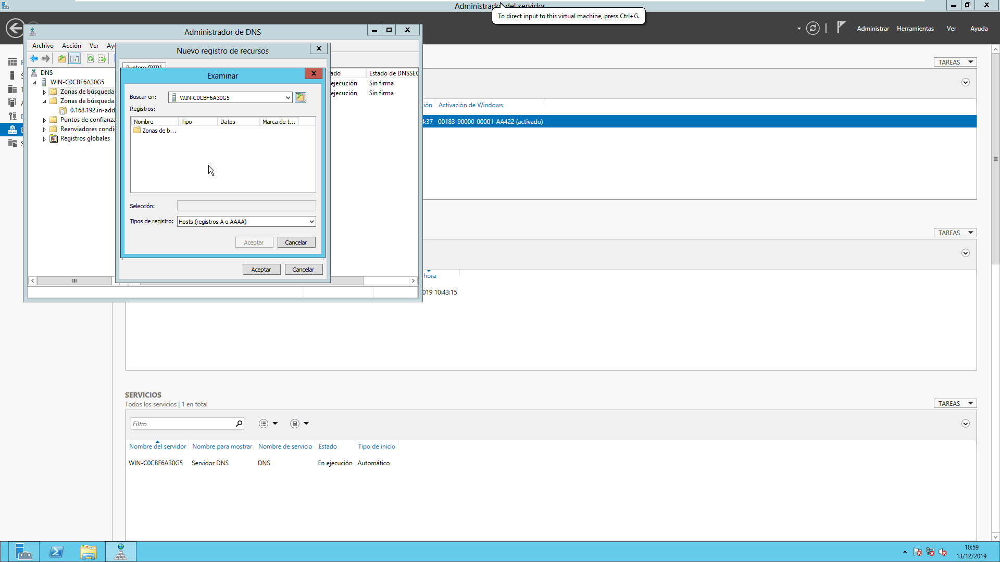 Administrador del servidor
To direct input to this virtual machine, press Ctrl+G.
Administrar Herramientas Ver Ayuda
Administrador de DNS
Archivo Acción Ver
Nuevo registro de recursos
Puntero (PTR)
DNS
WIN-C0CBF6A30G5
Zonas de búsqueda
Zonas de búsqueda
0.168.192.in-add
Puntos de confianza
Reenviadores condi
Registros globales
Estado de DNSSEC
ejecución Sin firma
ejecución Sin firma
Examinar
Buscar en: WIN-C0CBF6A30G5
Registros:
Nombre Tipo Datos Marca de t...
Zonas de b...
Selección:
Tipos de registro: Hosts (registros A o AAAA)
Aceptar Cancelar
Aceptar Cancelar
TAREAS
Activación de Windows
4:37 00183-90000-00001-AA422 (activado)
TAREAS
hora
019 10:43:15
SERVICIOS
Todos los servicios | 1 en total
TAREAS
Filtro
Nombre del servidor Nombre para mostrar Nombre de servicio Estado Tipo de inicio
WIN-C0CBF6A30G5 Servidor DNS DNS En ejecución Automático
10:59
13/12/2019